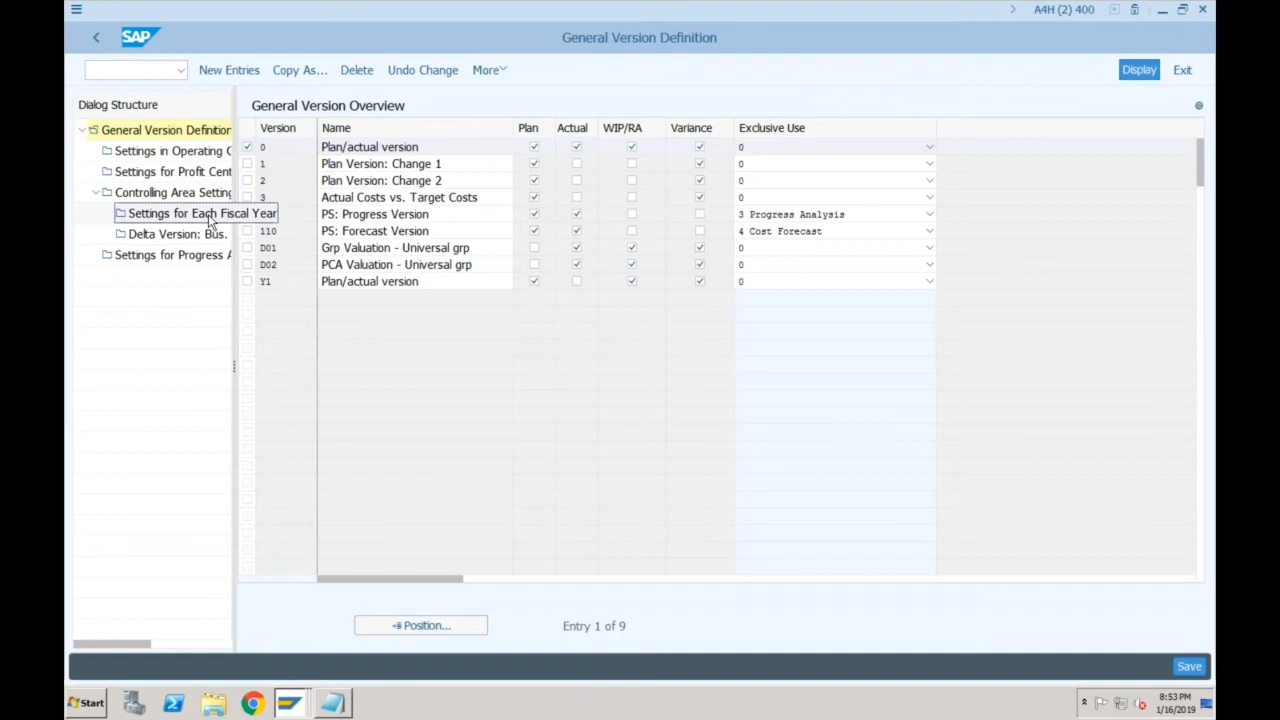 A4H (2) 400
SAP
General Version Definition
New Entries Copy As... Delete Undo Change More
Display Exit
Dialog Structure
General Version Definition
Settings in Operating C
Settings for Profit Cent
Controlling Area Setting
Settings for Each Fiscal Year
Delta Version: Bus.
Settings for Progress A
General Version Overview
Version Name Plan Actual WIP/RA Variance Exclusive Use
0 Plan/actual version 0
1 Plan Version: Change 1 0
2 Plan Version: Change 2 0
3 Actual Costs vs. Target Costs 0
PS: Progress Version 3 Progress Analysis
110 PS: Forecast Version 4 Cost Forecast
D01 Grp Valuation - Universal grp 0
D02 PCA Valuation - Universal grp 0
Y1 Plan/actual version 0
Position...
Entry 1 of 9
Save
Start
8:53 PM
1/16/2019